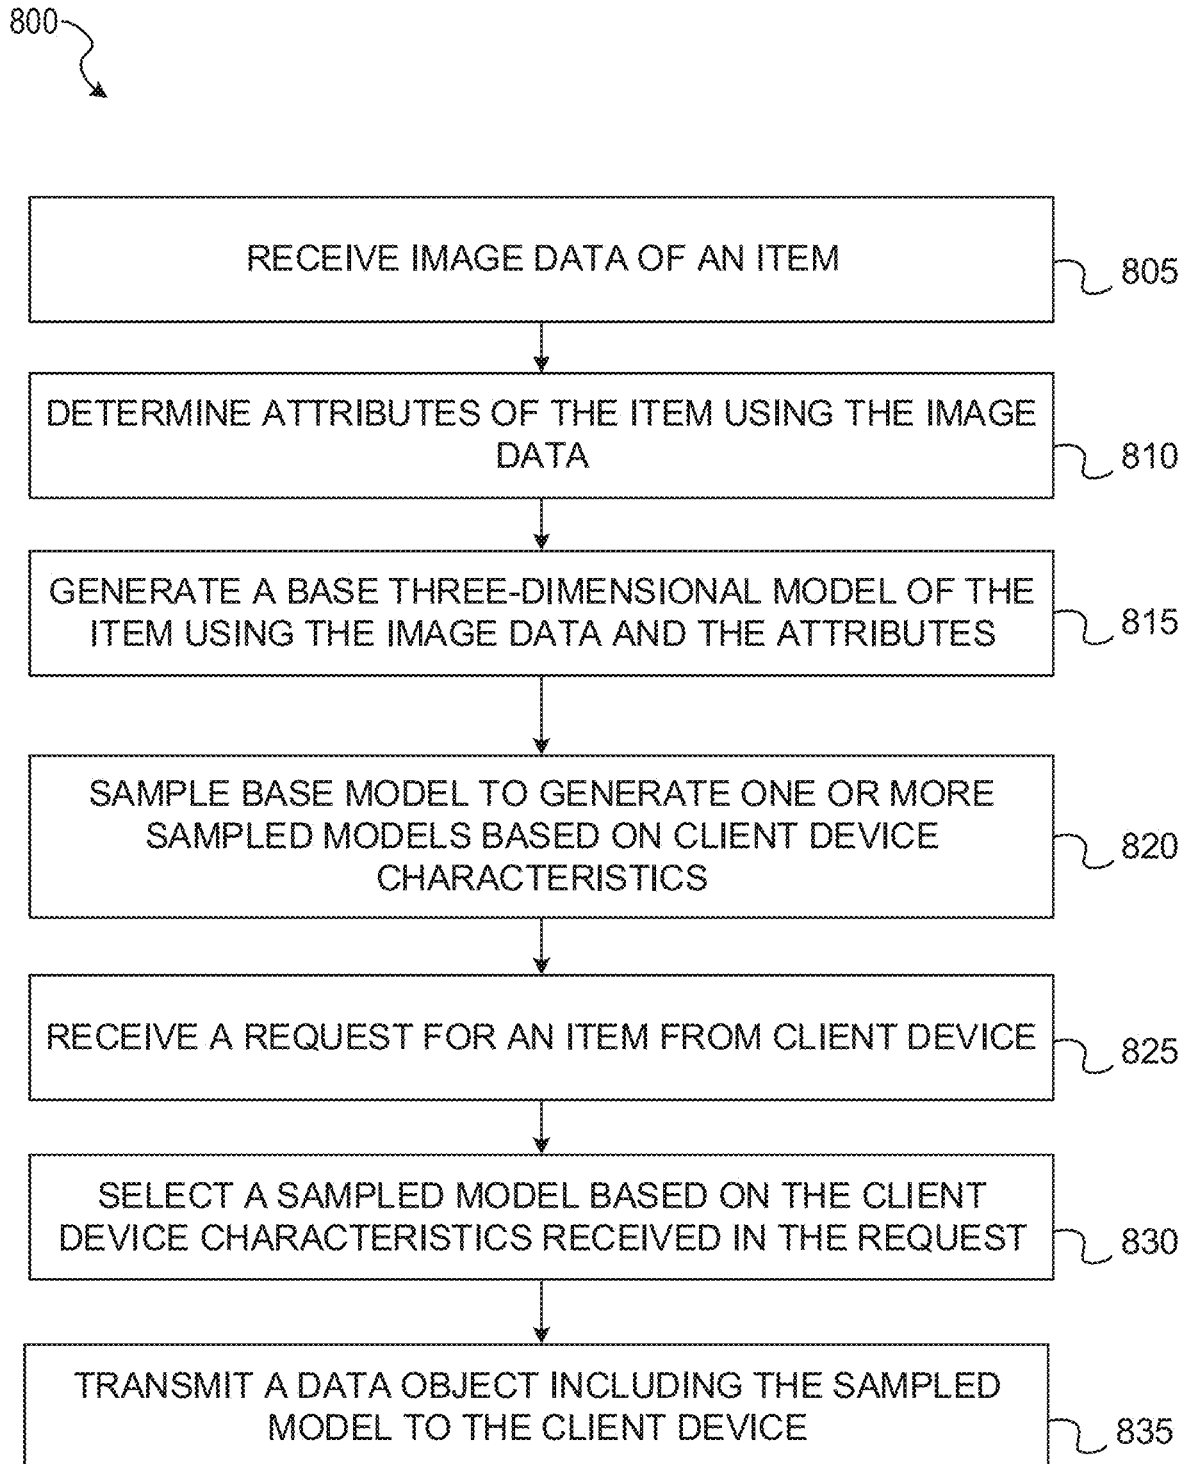 800
RECEIVE IMAGE DATA OF AN ITEM
805
DETERMINE ATTRIBUTES OF THE ITEM USING THE IMAGE
DATA
810
GENERATE A BASE THREE-DIMENSIONAL MODEL OF THE
ITEM USING THE IMAGE DATA AND THE ATTRIBUTES
815
SAMPLE BASE MODEL TO GENERATE ONE OR MORE
SAMPLED MODELS BASED ON CLIENT DEVICE
CHARACTERISTICS
820
RECEIVE A REQUEST FOR AN ITEM FROM CLIENT DEVICE
825
SELECT A SAMPLED MODEL BASED ON THE CLIENT
DEVICE CHARACTERISTICS RECEIVED IN THE REQUEST
830
TRANSMIT A DATA OBJECT INCLUDING THE SAMPLED
MODEL TO THE CLIENT DEVICE
835